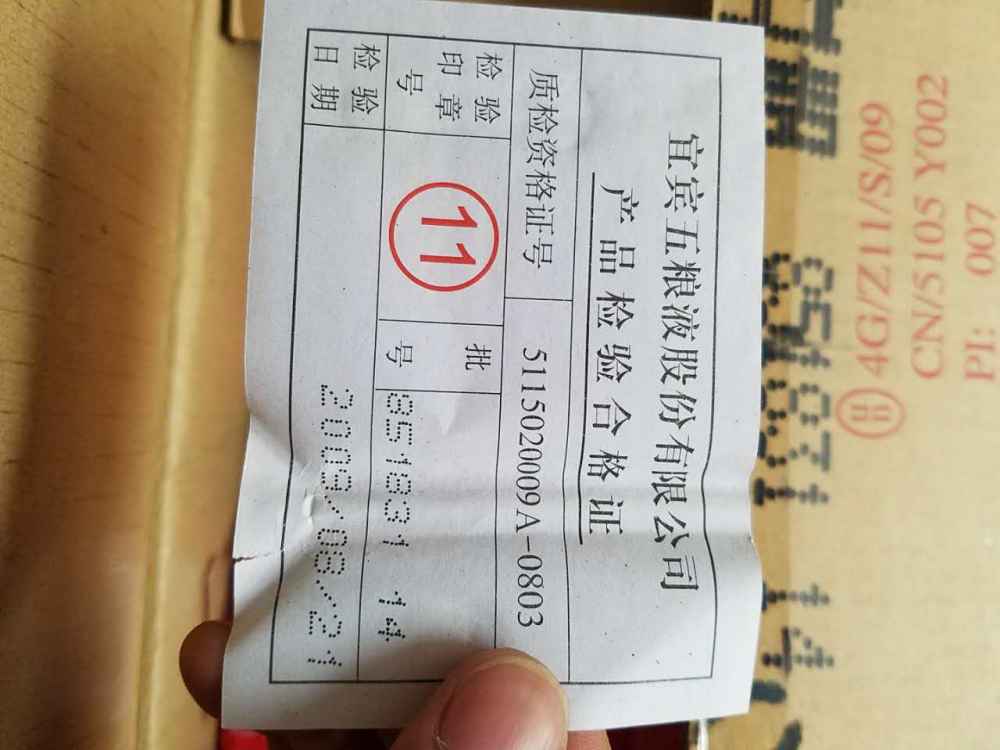 宜宾五粮液股份有限公司
产品检验合格证
质检资格证号 5115020009A-0803
检验印章号 11 批号 851831 14
检验日期 2009/08/21
4G/Z11/S/09
CN/5105 Y002
PI: 007